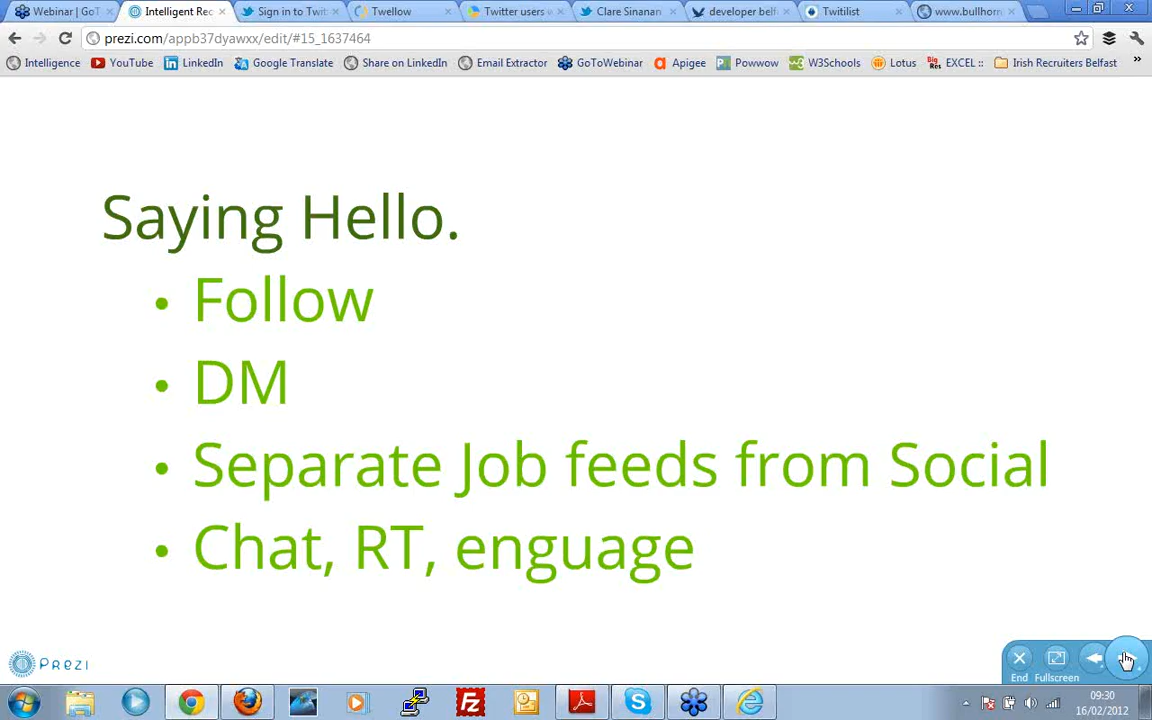 Webinar | GoT
Intelligent Rec
Sign in to Twit
Twellow
Twitter users
Clare Sinanan
developer belf
Twitilist
www.bullhorn
prezi.com/appb37dyawxx/edit/#15_1637464
Intelligence
YouTube
LinkedIn
Google Translate
Share on LinkedIn
Email Extractor
GoToWebinar
Apigee
Powwow
W3Schools
Lotus
EXCEL ::
Irish Recruiters Belfast
»
Saying Hello.
• Follow
• DM
• Separate Job feeds from Social
• Chat, RT, enguage
PREZI
End
Fullscreen
09:30
16/02/2012